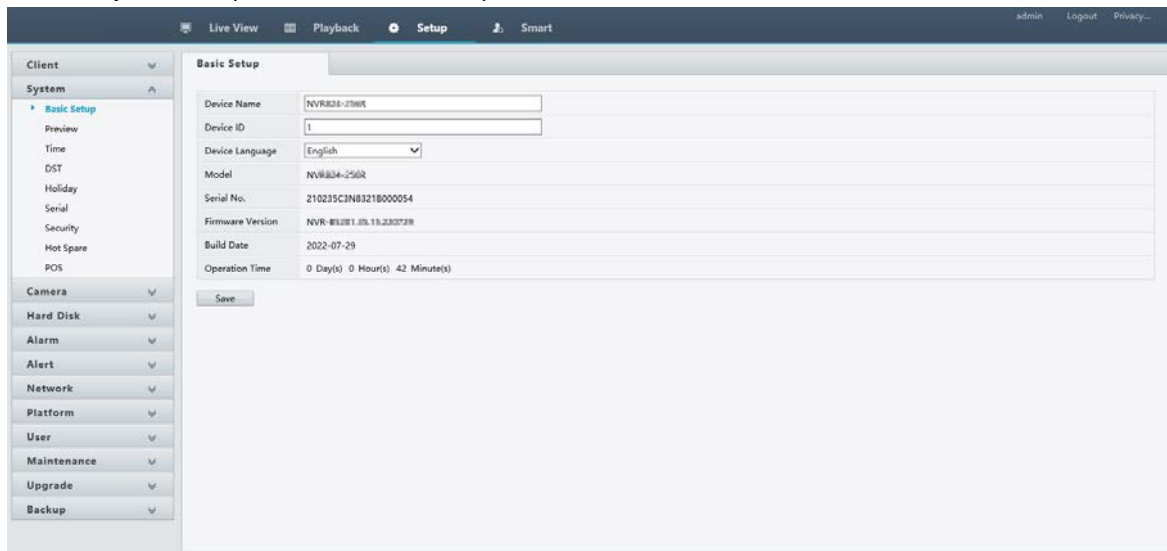 Live View Playback Setup Smart admin Logout Privacy...
Client
System
Basic Setup
Preview
Time
DST
Holiday
Serial
Security
Hot Spare
POS
Camera
Hard Disk
Alarm
Alert
Network
Platform
User
Maintenance
Upgrade
Backup
Basic Setup
Device Name
Device ID 1
Device Language English
Model
Serial No. 210235C3N8321B000054
Firmware Version
Build Date 2022-07-29
Operation Time 0 Day(s) 0 Hour(s) 42 Minute(s)
Save